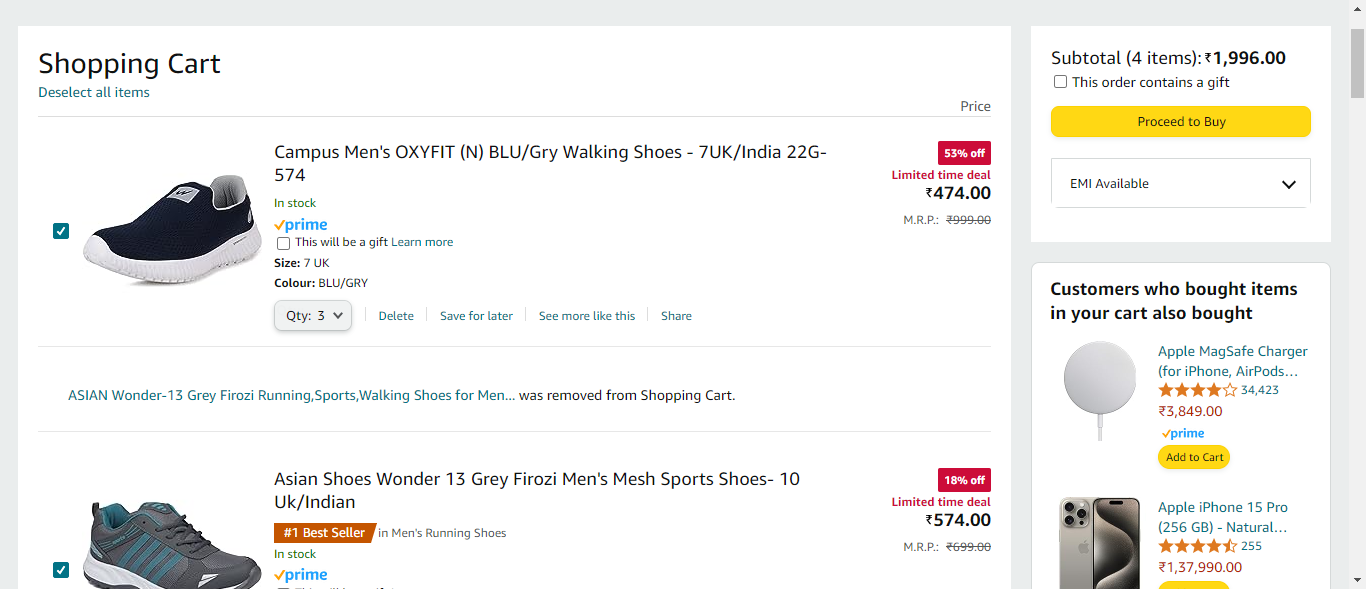 Shopping Cart
Deselect all items
Price
Campus Men's OXYFIT (N) BLU/Gry Walking Shoes - 7UK/India 22G-
574
In stock
prime
This will be a gift Learn more
Size: 7 UK
Colour: BLU/GRY
Qty: 3
Delete
Save for later
See more like this
Share
53% off
Limited time deal
₹474.00
M.R.P.: ₹999.00
ASIAN Wonder-13 Grey Firozi Running,Sports,Walking Shoes for Men... was removed from Shopping Cart.
Asian Shoes Wonder 13 Grey Firozi Men's Mesh Sports Shoes- 10
Uk/Indian
#1 Best Seller in Men's Running Shoes
In stock
prime
18% off
Limited time deal
₹574.00
M.R.P.: ₹699.00
Subtotal (4 items): ₹1,996.00
This order contains a gift
Proceed to Buy
EMI Available
Customers who bought items
in your cart also bought
Apple MagSafe Charger
(for iPhone, AirPods...
34,423
₹3,849.00
prime
Add to Cart
Apple iPhone 15 Pro
(256 GB) - Natural...
255
₹1,37,990.00